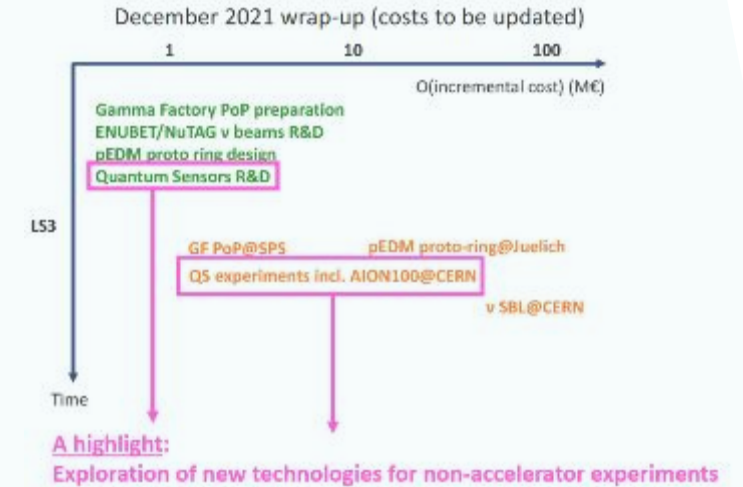 December 2021 wrap-up (costs to be updated)
1 10 100
O(incremental cost) (M€)
Gamma Factory PoP preparation
ENUBET/NuTAG ν beams R&D
pEDM proto ring design
Quantum Sensors R&D
LS3
GF PoP@SPS pEDM proto-ring@Juelich
QS experiments incl. AION100@CERN
ν SBL@CERN
Time
A highlight:
Exploration of new technologies for non-accelerator experiments